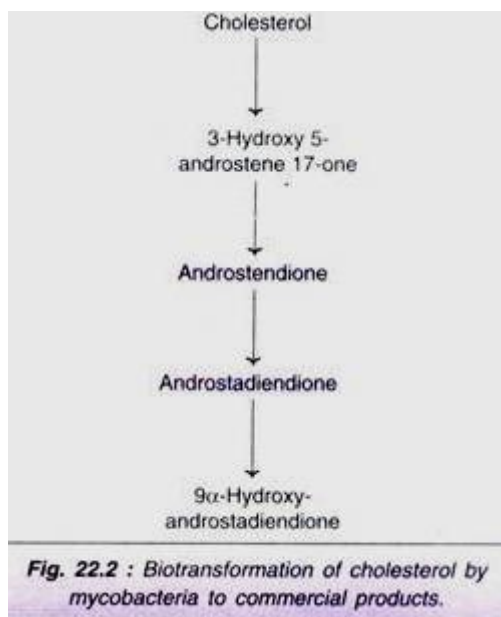 Cholesterol
3-Hydroxy 5-
androstene 17-one
Androstendione
Androstadiendione
9α-Hydroxy-
androstadiendione
Fig. 22.2 : Biotransformation of cholesterol by
mycobacteria to commercial products.